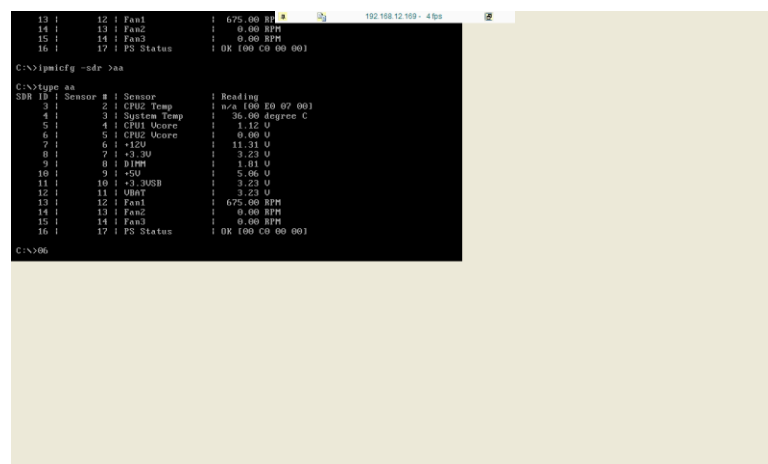 192.168.12.169 - 4 fps
13 ¦ 12 ¦ Fan1 ¦ 675.00 RP
14 ¦ 13 ¦ Fan2 ¦ 0.00 RPM
15 ¦ 14 ¦ Fan3 ¦ 0.00 RPM
16 ¦ 17 ¦ PS Status ¦ OK [00 C0 00 00]
C:\>ipmicfg -sdr >aa
C:\>type aa
SDR ID ¦ Sensor # ¦ Sensor ¦ Reading
3 ¦ 2 ¦ CPU2 Temp ¦ n/a [00 E0 07 00]
4 ¦ 3 ¦ System Temp ¦ 36.00 degree C
5 ¦ 4 ¦ CPU1 Vcore ¦ 1.12 V
6 ¦ 5 ¦ CPU2 Vcore ¦ 0.00 V
7 ¦ 6 ¦ +12V ¦ 11.31 V
8 ¦ 7 ¦ +3.3V ¦ 3.23 V
9 ¦ 8 ¦ DIMM ¦ 1.81 V
10 ¦ 9 ¦ +5V ¦ 5.06 V
11 ¦ 10 ¦ +3.3VSB ¦ 3.23 V
12 ¦ 11 ¦ VBAT ¦ 3.23 V
13 ¦ 12 ¦ Fan1 ¦ 675.00 RPM
14 ¦ 13 ¦ Fan2 ¦ 0.00 RPM
15 ¦ 14 ¦ Fan3 ¦ 0.00 RPM
16 ¦ 17 ¦ PS Status ¦ OK [00 C0 00 00]
C:\>06